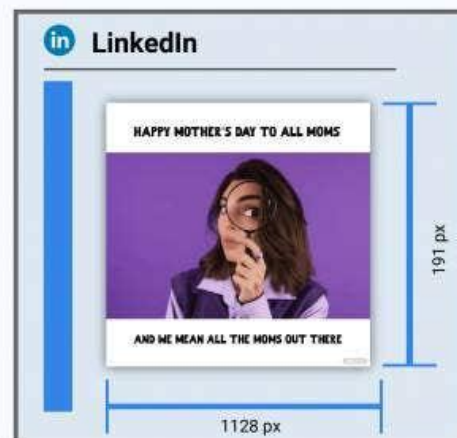 LinkedIn
HAPPY MOTHER'S DAY TO ALL MOMS
191 px
AND WE MEAN ALL THE MOMS OUT THERE
1128 px